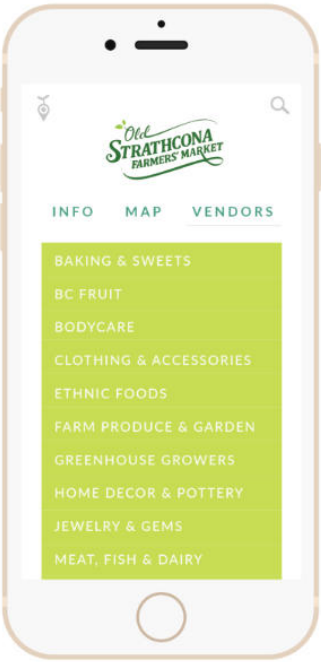 Old
STRATHCONA
FARMERS' MARKET
INFO MAP VENDORS
BAKING & SWEETS
BC FRUIT
BODYCARE
CLOTHING & ACCESSORIES
ETHNIC FOODS
FARM PRODUCE & GARDEN
GREENHOUSE GROWERS
HOME DECOR & POTTERY
JEWELRY & GEMS
MEAT, FISH & DAIRY